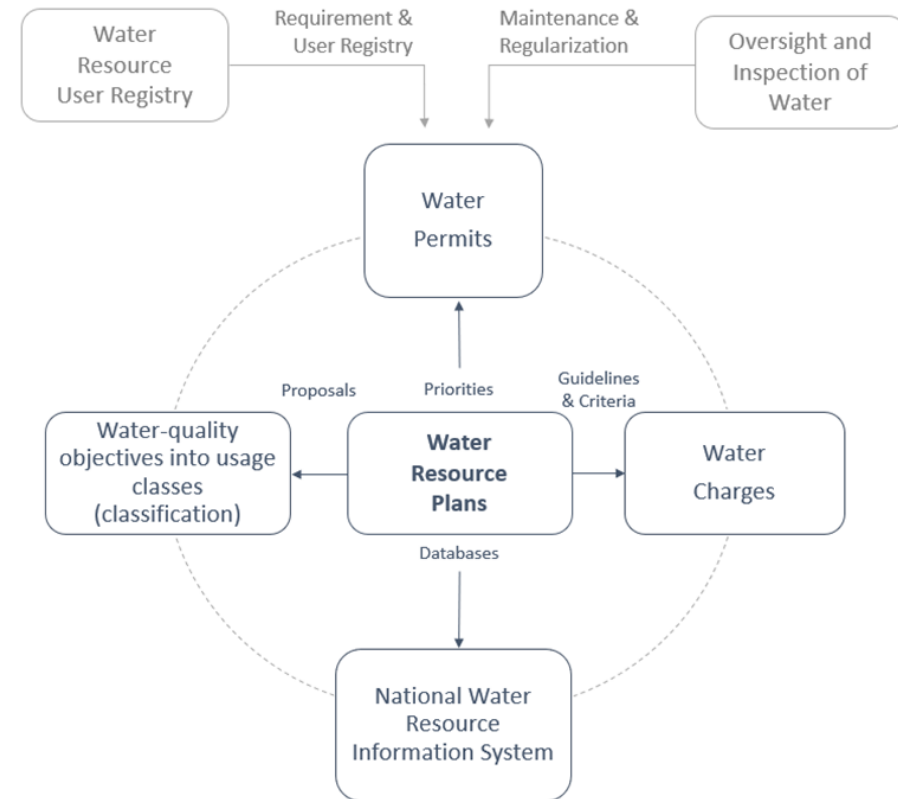 Water
Resource
User Registry
Requirement &
User Registry
Maintenance &
Regularization
Oversight and
Inspection of
Water
Water
Permits
Proposals
Priorities
Guidelines
& Criteria
Water-quality
objectives into usage
classes
(classification)
Water
Resource
Plans
Water
Charges
Databases
National Water
Resource
Information System